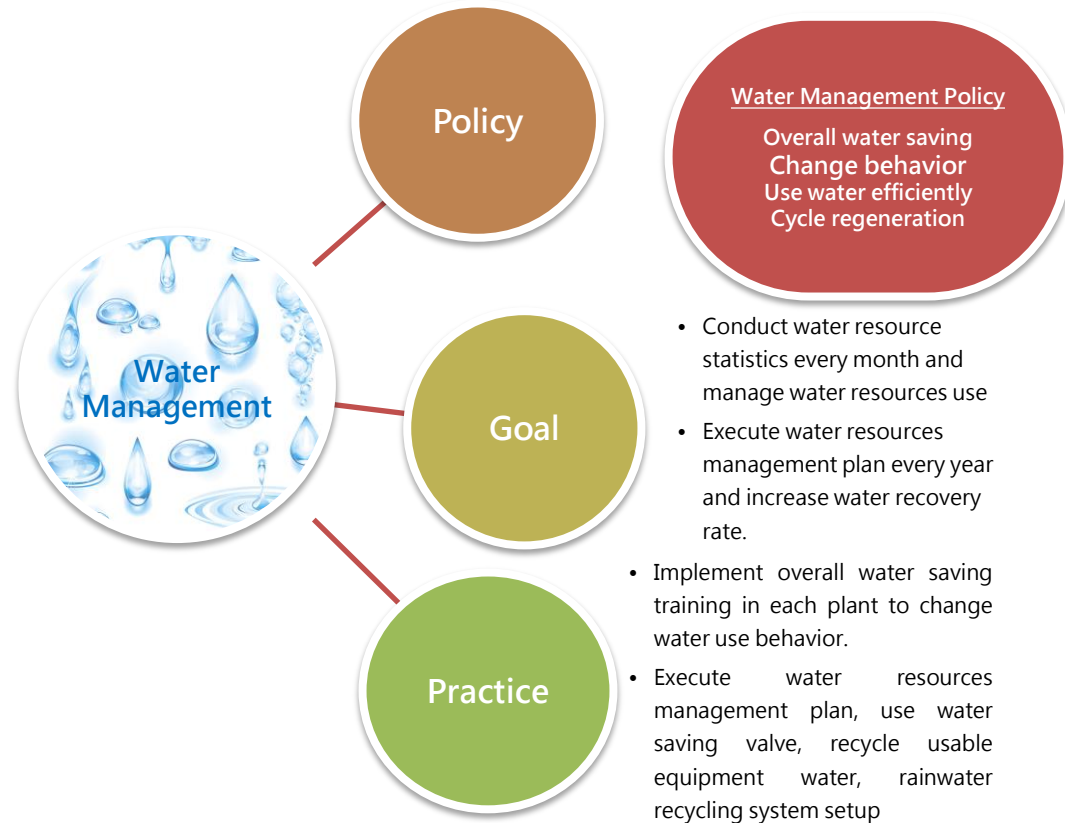 Water
Management
Policy
Water Management Policy
Overall water saving
Change behavior
Use water efficiently
Cycle regeneration
Goal
• Conduct water resource
statistics every month and
manage water resources use
• Execute water resources
management plan every year
and increase water recovery
rate.
Practice
• Implement overall water saving
training in each plant to change
water use behavior.
• Execute water resources
management plan, use water
saving valve, recycle usable
equipment water, rainwater
recycling system setup